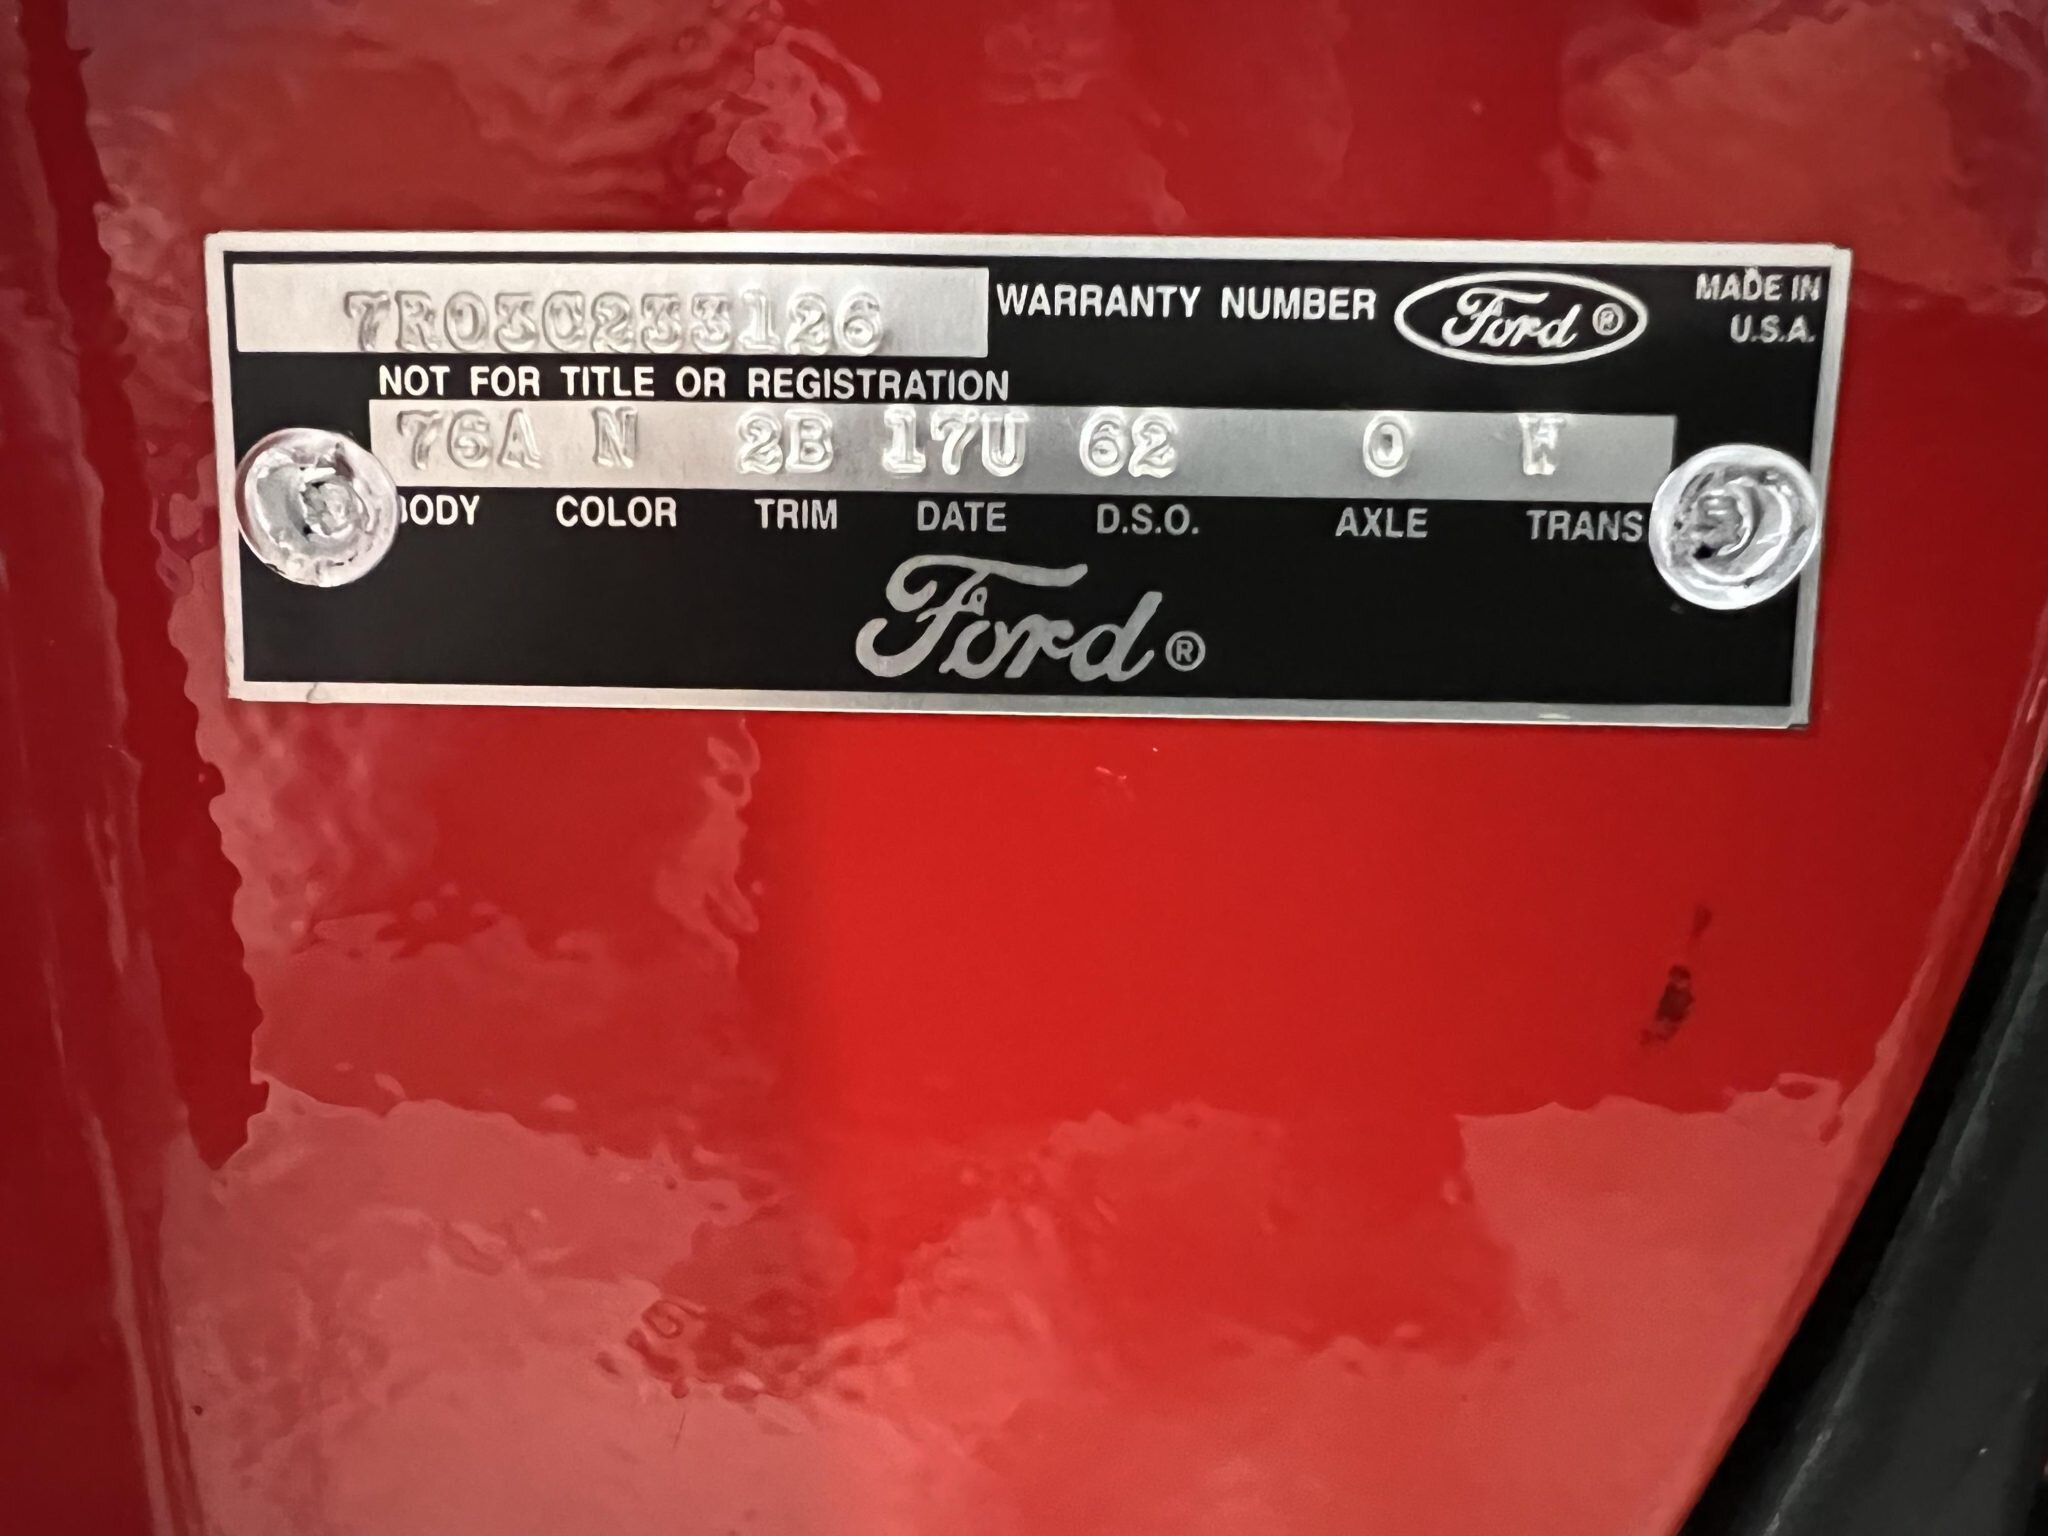 7R03C233126 WARRANTY NUMBER Ford ® MADE IN U.S.A.
NOT FOR TITLE OR REGISTRATION
76A N 2B 17U 62 0 W
BODY COLOR TRIM DATE D.S.O. AXLE TRANS
Ford ®